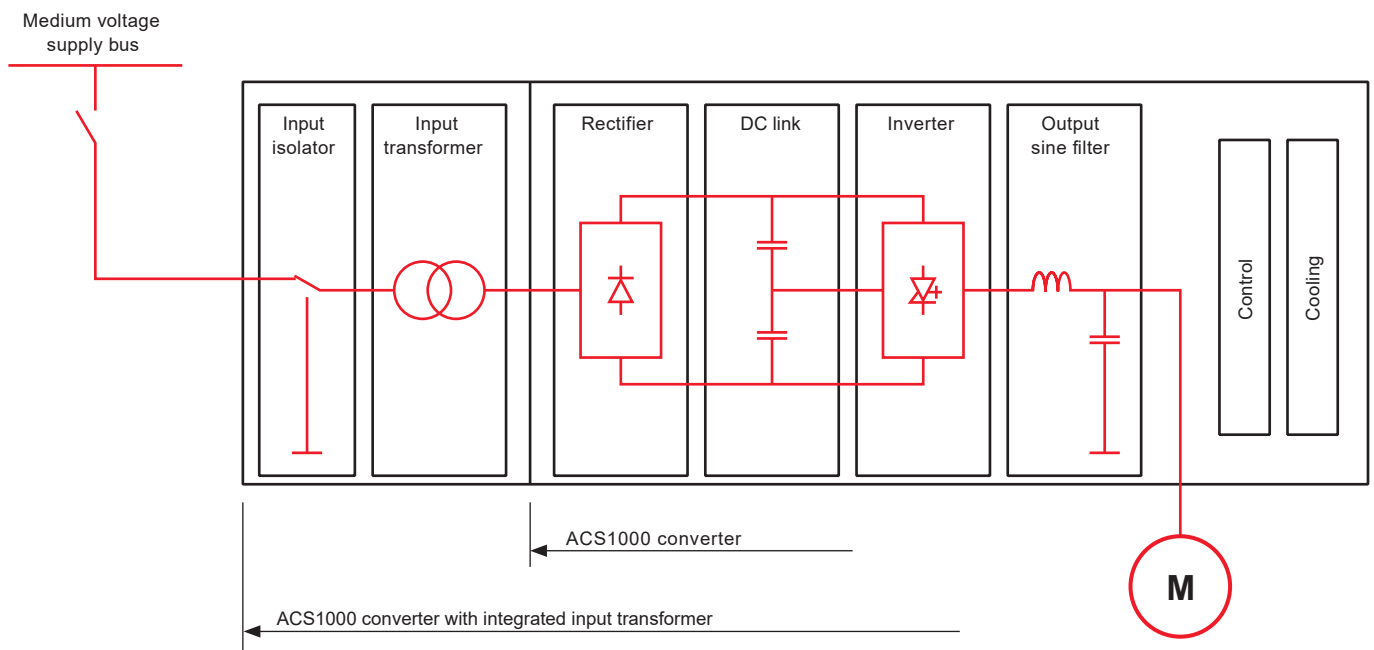 Medium voltage
supply bus
Input
isolator
Input
transformer
Rectifier
DC link
Inverter
Output
sine filter
Control
Cooling
ACS1000 converter
M
ACS1000 converter with integrated input transformer